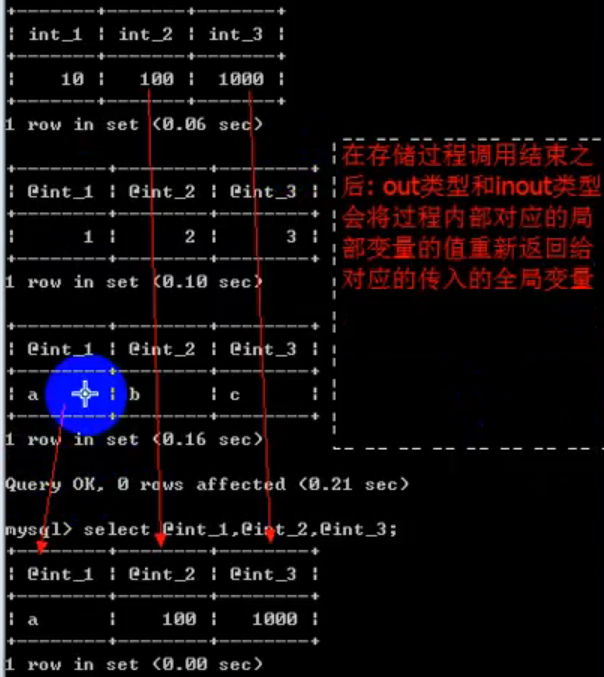 int_1 | int_2 | int_3
10 | 100 | 1000
1 row in set (0.06 sec)
在存储过程调用结束之
后: out类型和inout类型
会将过程内部对应的局
部变量的值重新返回给
对应的传入的全局变量
@int_1 | @int_2 | @int_3
1 | 2 | 3
1 row in set (0.10 sec)
@int_1 | @int_2 | @int_3
a | b | c
1 row in set (0.16 sec)
Query OK, 0 rows affected (0.21 sec)
mysql> select @int_1,@int_2,@int_3;
@int_1 | @int_2 | @int_3
a | 100 | 1000
1 row in set (0.00 sec)